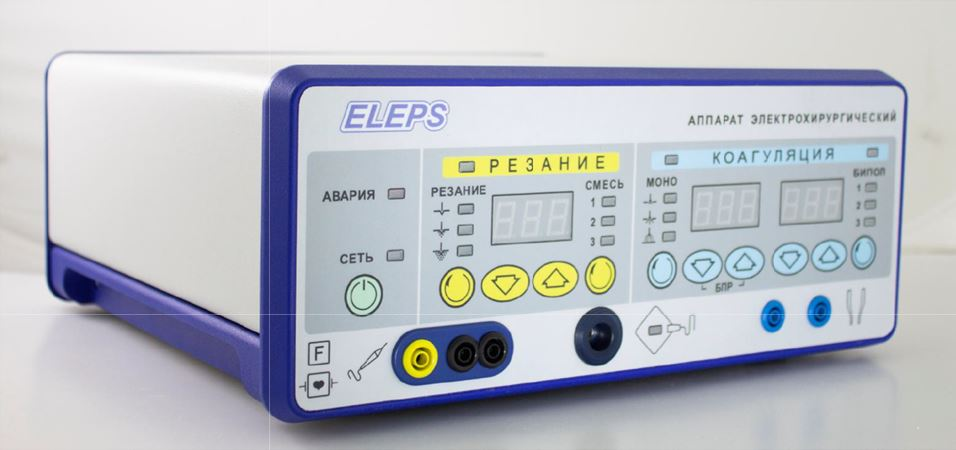 ELEPS
АППАРАТ ЭЛЕКТРОХИРУРГИЧЕСКИЙ
АВАРИЯ
СЕТЬ
РЕЗАНИЕ
РЕЗАНИЕ
СМЕСЬ
1
2
3
КОАГУЛЯЦИЯ
МОНО
БИПОЛ
1
2
3
БПР
F